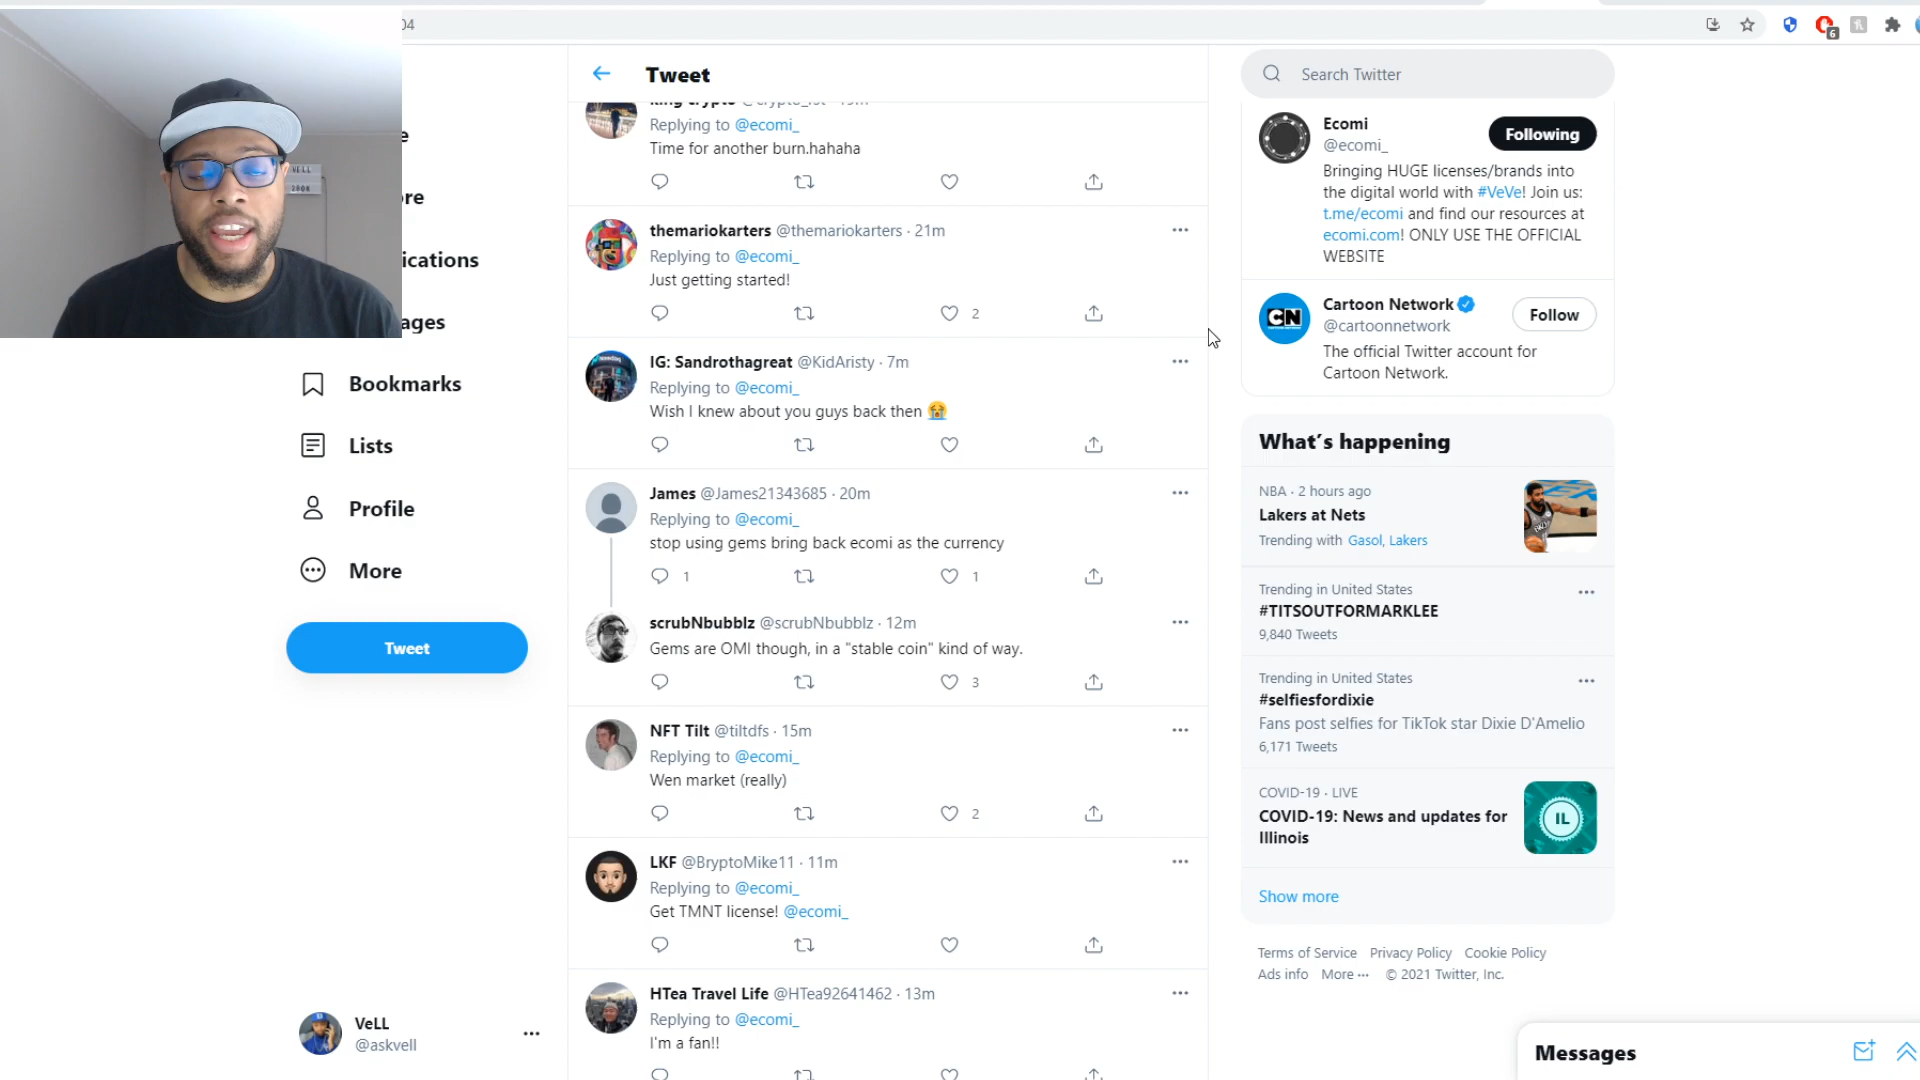 04
Tweet
Search Twitter
Replying to @ecomi_
Time for another burn.hahaha
themariokarters @themariokarters · 21m
Replying to @ecomi_
Just getting started!
2
IG: Sandrothagreat @KidAristy · 7m
Replying to @ecomi_
Wish I knew about you guys back then 😭
James @James21343685 · 20m
Replying to @ecomi_
stop using gems bring back ecomi as the currency
1 1
scrubNbubblz @scrubNbubblz · 12m
Gems are OMI though, in a "stable coin" kind of way.
3
NFT Tilt @tiltdfs · 15m
Replying to @ecomi_
Wen market (really)
2
LKF @BryptoMike11 · 11m
Replying to @ecomi_
Get TMNT license! @ecomi_
HTea Travel Life @HTea92641462 · 13m
Replying to @ecomi_
I'm a fan!!
Bookmarks
Lists
Profile
More
Tweet
VeLL
@askvell
Ecomi
@ecomi_
Following
Bringing HUGE licenses/brands into
the digital world with #VeVe! Join us:
t.me/ecomi and find our resources at
ecomi.com! ONLY USE THE OFFICIAL
WEBSITE
CN
Cartoon Network
@cartoonnetwork
Follow
The official Twitter account for
Cartoon Network.
What's happening
NBA · 2 hours ago
Lakers at Nets
Trending with Gasol, Lakers
Trending in United States
#TITSOUTFORMARKLEE
9,840 Tweets
Trending in United States
#selfiesfordixie
Fans post selfies for TikTok star Dixie D'Amelio
6,171 Tweets
COVID-19 · LIVE
COVID-19: News and updates for
Illinois
IL
Show more
Terms of Service Privacy Policy Cookie Policy
Ads info More ··· © 2021 Twitter, Inc.
Messages
6